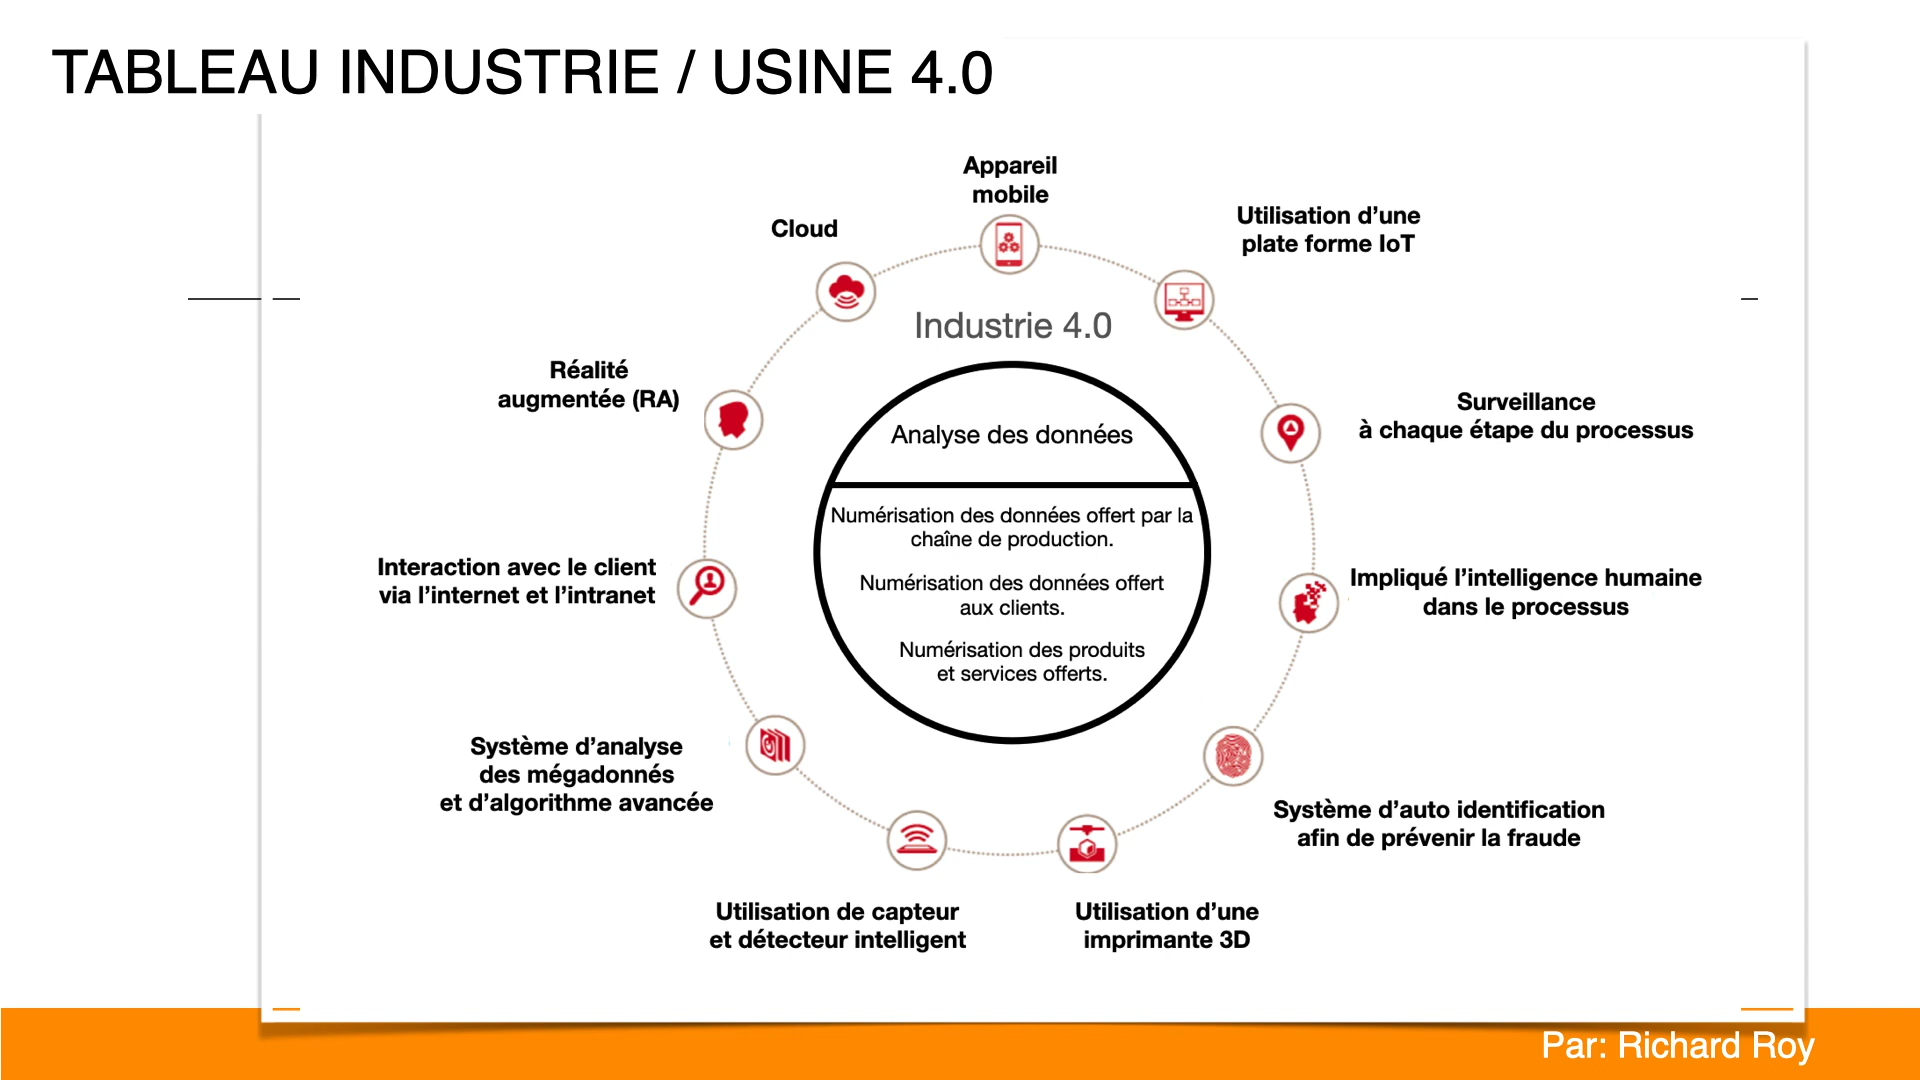 TABLEAU INDUSTRIE / USINE 4.0
Appareil
mobile
Cloud
Utilisation d’une
plate forme IoT
Industrie 4.0
Réalité
augmentée (RA)
Surveillance
à chaque étape du processus
Analyse des données
Numérisation des données offert par la
chaîne de production.
Numérisation des données offert
aux clients.
Numérisation des produits
et services offerts.
Interaction avec le client
via l’internet et l’intranet
Impliqué l’intelligence humaine
dans le processus
Système d’analyse
des mégadonnés
et d’algorithme avancée
Système d’auto identification
afin de prévenir la fraude
Utilisation de capteur
et détecteur intelligent
Utilisation d’une
imprimante 3D
Par: Richard Roy